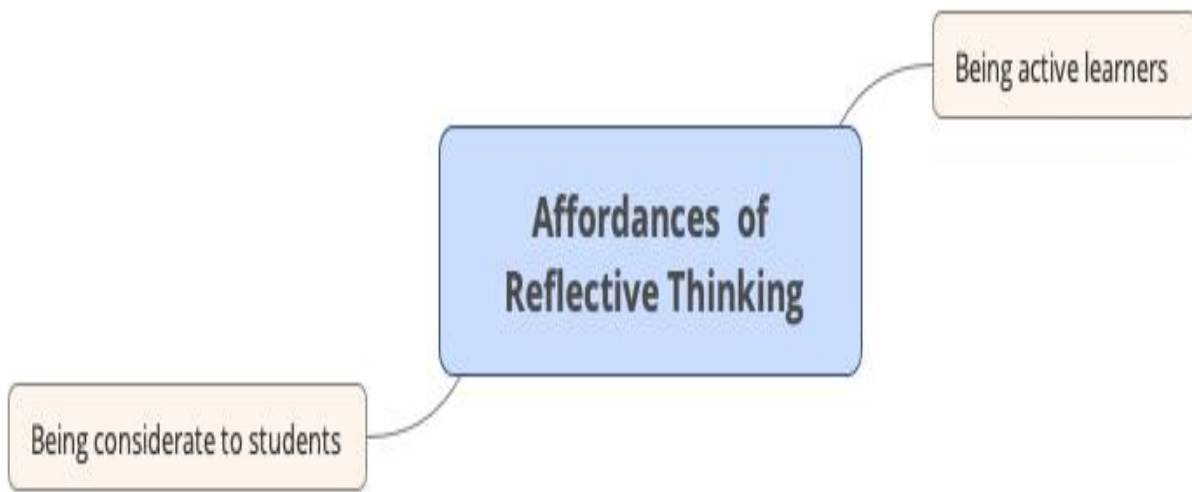 Being active learners
Affordances of
Reflective Thinking
Being considerate to students